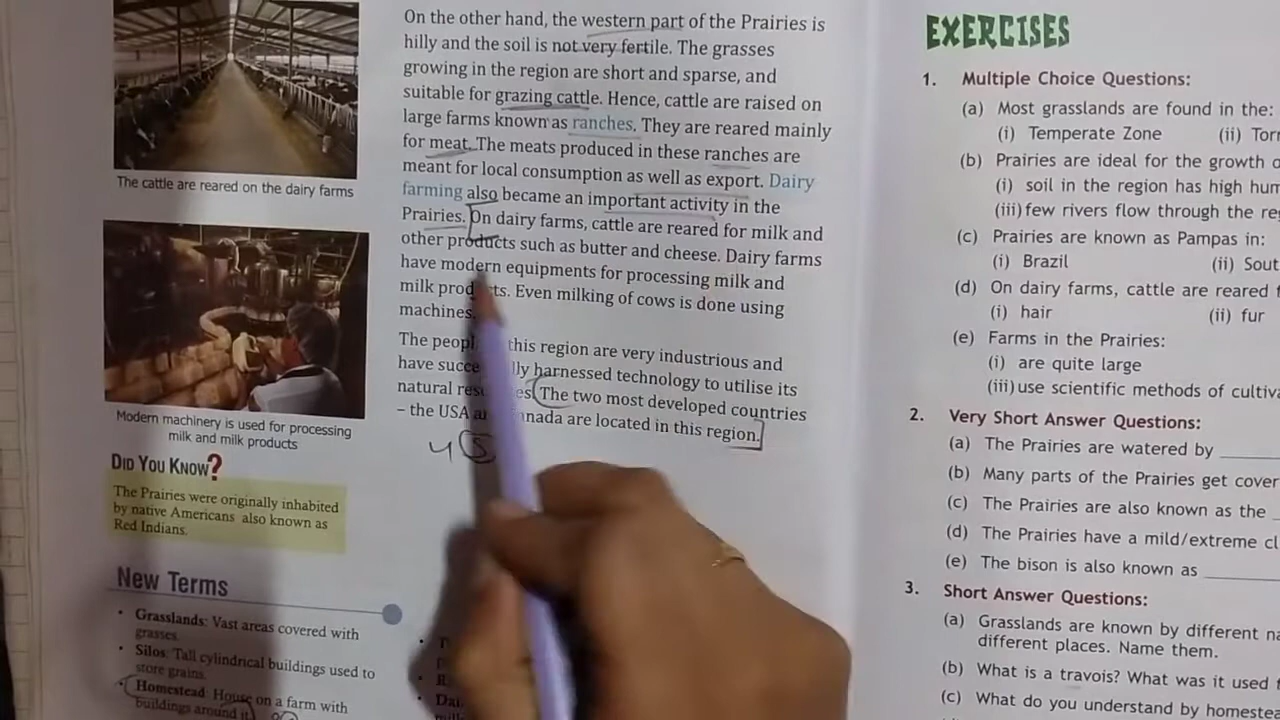 On the other hand, the western part of the Prairies is
hilly and the soil is not very fertile. The grasses
growing in the region are short and sparse, and
suitable for grazing cattle. Hence, cattle are raised on
large farms known as ranches. They are reared mainly
for meat. The meats produced in these ranches are
meant for local consumption as well as export. Dairy
farming also became an important activity in the
Prairies. On dairy farms, cattle are reared for milk and
other products such as butter and cheese. Dairy farms
have modern equipments for processing milk and
milk products. Even milking of cows is done using
machines.
The people this region are very industrious and
have successfully harnessed technology to utilise its
natural resources. The two most developed countries
– the USA and Canada are located in this region.
4 5
The cattle are reared on the dairy farms
Modern machinery is used for processing
milk and milk products
DID YOU KNOW?
The Prairies were originally inhabited
by native Americans also known as
Red Indians.
New Terms
• Grasslands: Vast areas covered with
grasses.
• Silos: Tall cylindrical buildings used to
store grains.
• Homestead: House on a farm with
buildings around it
EXERCISES
1. Multiple Choice Questions:
(a) Most grasslands are found in the:
(i) Temperate Zone (ii)
(b) Prairies are ideal for the growth
(i) soil in the region has high
(iii) few rivers flow through the
(c) Prairies are known as Pampas in:
(i) Brazil (ii)
(d) On dairy farms, cattle are reared
(i) hair (ii) fur
(e) Farms in the Prairies:
(i) are quite large
(iii) use scientific methods of
2. Very Short Answer Questions:
(a) The Prairies are watered by
(b) Many parts of the Prairies get
(c) The Prairies are also known as the
(d) The Prairies have a mild/extreme
(e) The bison is also known as
3. Short Answer Questions:
(a) Grasslands are known by different
different places. Name them.
(b) What is a travois? What was it used
(c) What do you understand by